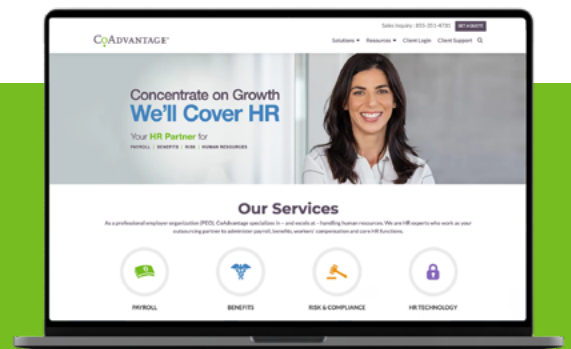 Sales Inquiry: 855-351-4731 GET A QUOTE
CoAdvantage
Solutions Resources Client Login Client Support
Concentrate on Growth
We'll Cover HR
Your HR Partner for
PAYROLL | BENEFITS | RISK | HUMAN RESOURCES
Our Services
As a professional employer organization (PEO), CoAdvantage specializes in – and excels at – handling human resources. We are HR experts who work as your
outsourcing partner to administer payroll, benefits, workers' compensation and core HR functions.
PAYROLL BENEFITS RISK & COMPLIANCE HR TECHNOLOGY